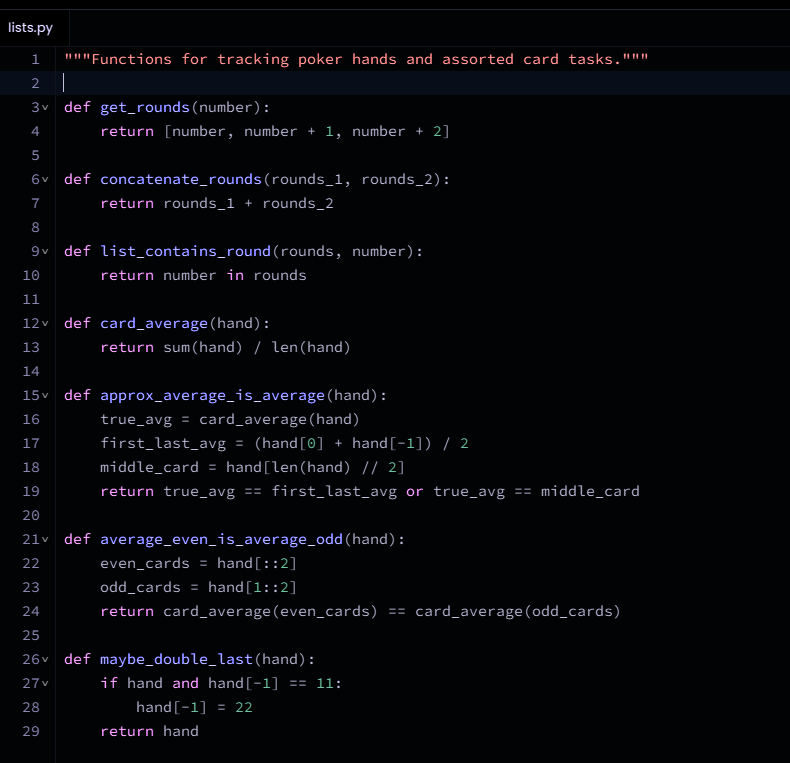 lists.py
1 """Functions for tracking poker hands and assorted card tasks."""
2
3 def get_rounds(number):
4     return [number, number + 1, number + 2]
5
6 def concatenate_rounds(rounds_1, rounds_2):
7     return rounds_1 + rounds_2
8
9 def list_contains_round(rounds, number):
10     return number in rounds
11
12 def card_average(hand):
13     return sum(hand) / len(hand)
14
15 def approx_average_is_average(hand):
16     true_avg = card_average(hand)
17     first_last_avg = (hand[0] + hand[-1]) / 2
18     middle_card = hand[len(hand) // 2]
19     return true_avg == first_last_avg or true_avg == middle_card
20
21 def average_even_is_average_odd(hand):
22     even_cards = hand[::2]
23     odd_cards = hand[1::2]
24     return card_average(even_cards) == card_average(odd_cards)
25
26 def maybe_double_last(hand):
27     if hand and hand[-1] == 11:
28         hand[-1] = 22
29     return hand